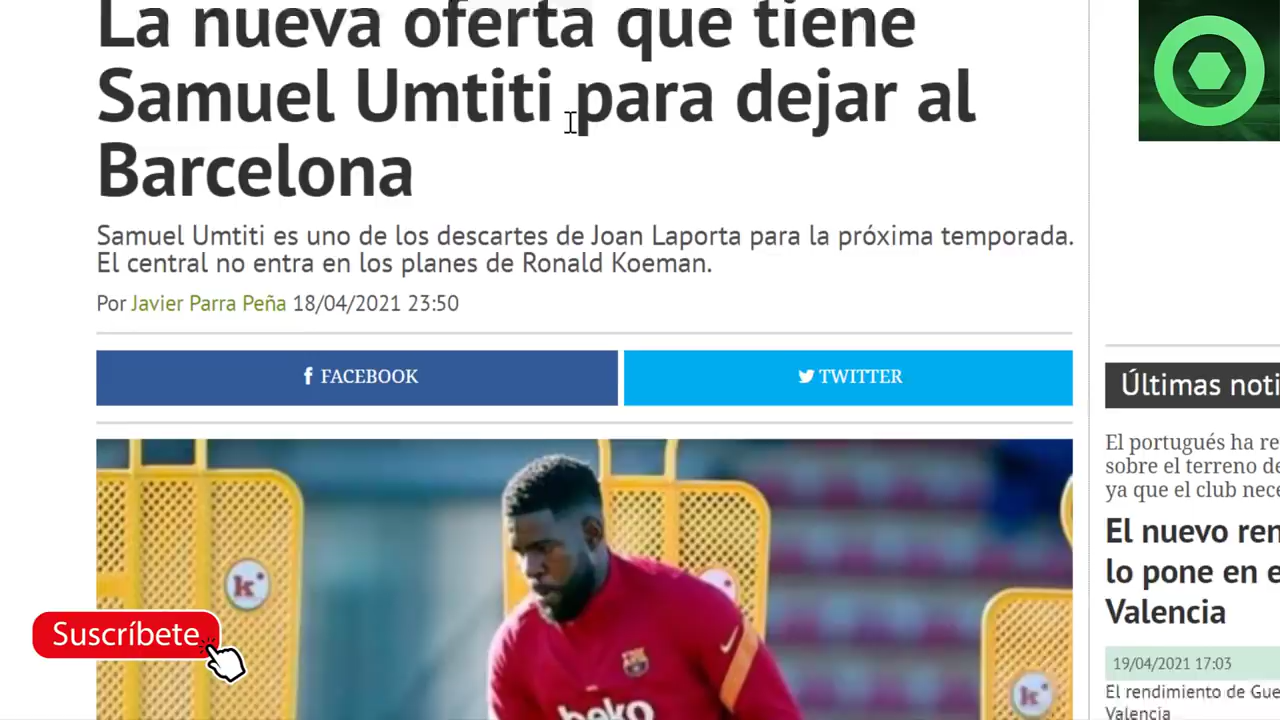 La nueva oferta que tiene
Samuel Umtiti para dejar al
Barcelona
Samuel Umtiti es uno de los descartes de Joan Laporta para la próxima temporada.
El central no entra en los planes de Ronald Koeman.
Por Javier Parra Peña 18/04/2021 23:50
FACEBOOK
TWITTER
k
k
beko
Suscríbete
Últimas noti
El portugués ha re
sobre el terreno de
ya que el club nece
El nuevo ren
lo pone en e
Valencia
19/04/2021 17:03
El rendimiento de Gue
Valencia